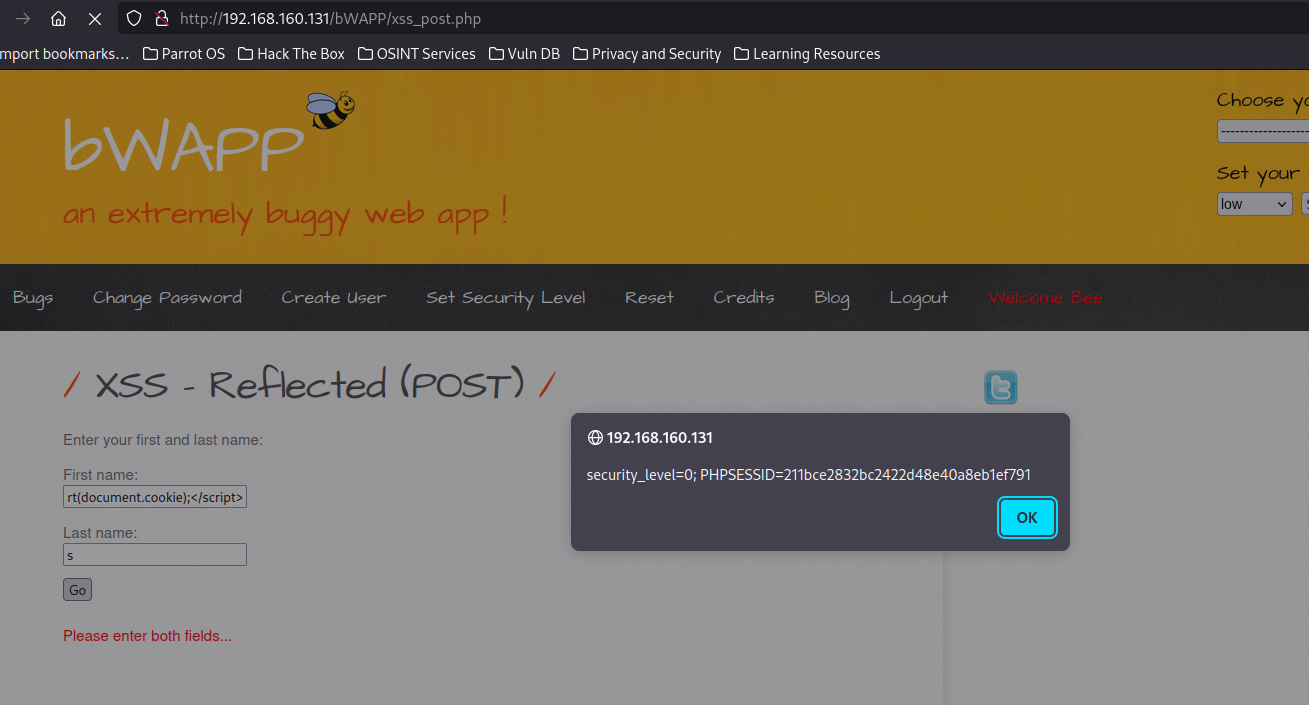 http://192.168.160.131/bWAPP/xss_post.php
mport bookmarks… Parrot OS Hack The Box OSINT Services Vuln DB Privacy and Security Learning Resources
bWAPP
an extremely buggy web app !
Choose
Set your
low
Bugs Change Password Create User Set Security Level Reset Credits Blog Logout Welcome Bee
/ XSS - Reflected (POST) /
Enter your first and last name:
First name:
rt(document.cookie);</script>
Last name:
s
Go
Please enter both fields...
192.168.160.131
security_level=0; PHPSESSID=211bce2832bc2422d48e40a8eb1ef791
OK